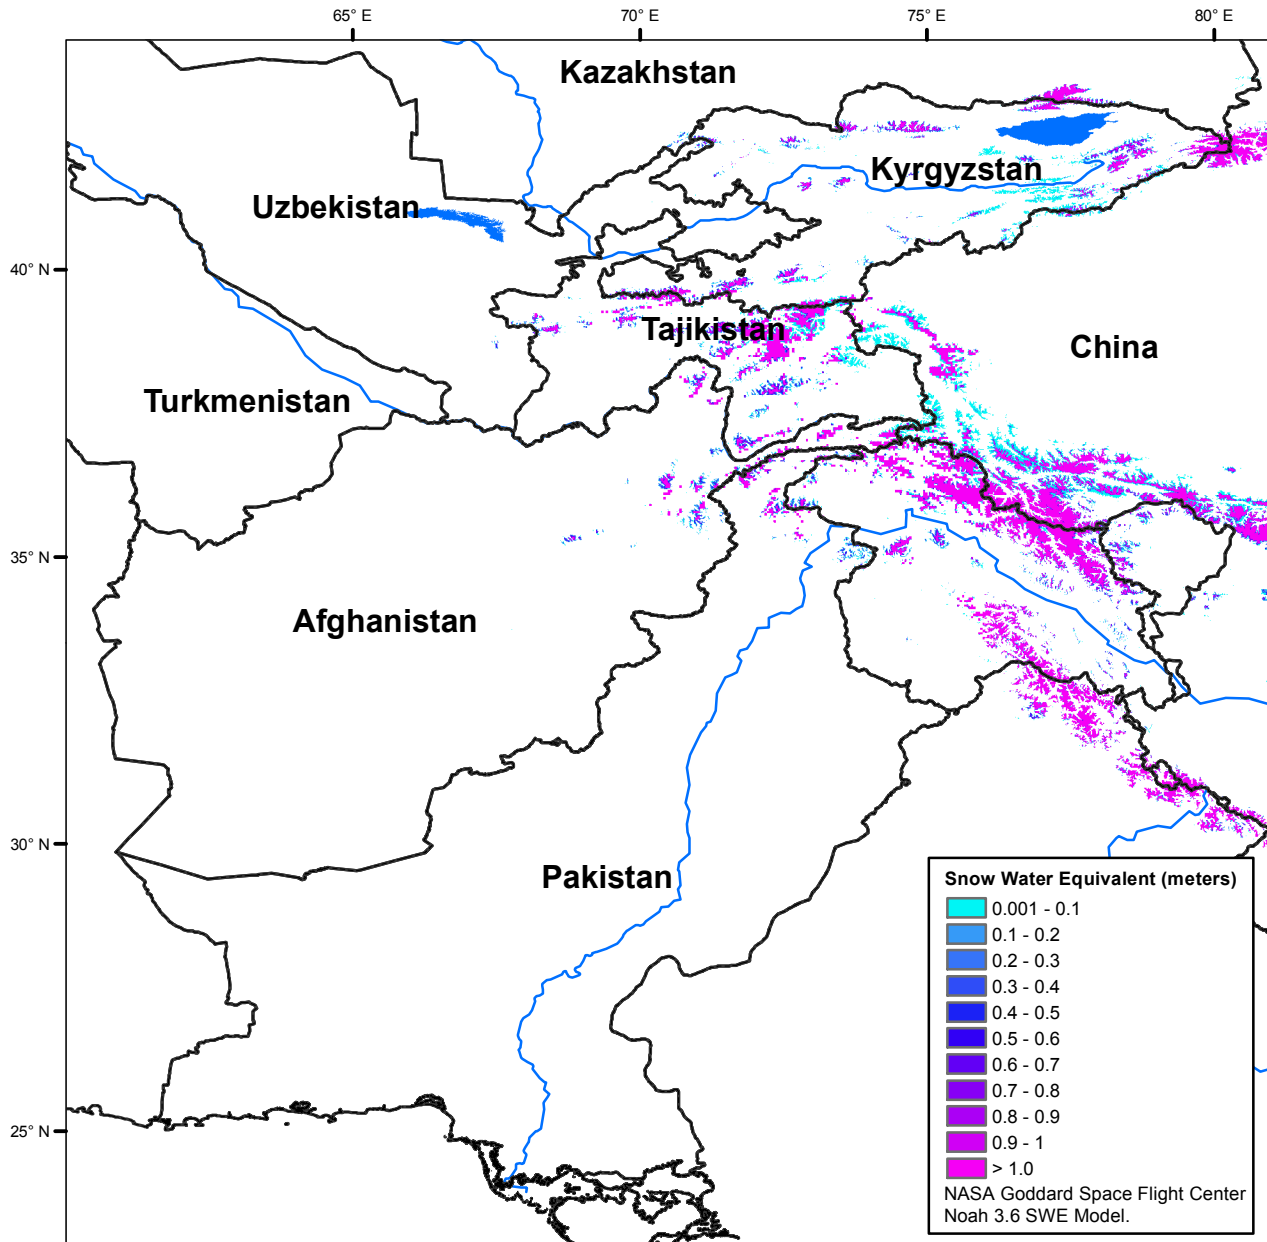 65° E
70° E
75° E
80° E
Kazakhstan
Kyrgyzstan
Uzbekistan
40° N
Tajikistan
China
Turkmenistan
35° N
Afghanistan
30° N
Pakistan
Snow Water Equivalent (meters)
0.001 - 0.1
0.1 - 0.2
0.2 - 0.3
0.3 - 0.4
0.4 - 0.5
0.5 - 0.6
0.6 - 0.7
0.7 - 0.8
0.8 - 0.9
0.9 - 1
> 1.0
NASA Goddard Space Flight Center
Noah 3.6 SWE Model.
25° N